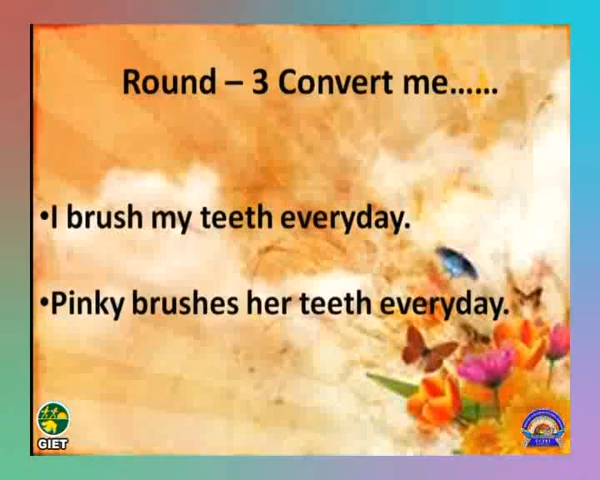 Round – 3 Convert me......
•I brush my teeth everyday.
•Pinky brushes her teeth everyday.
GIET